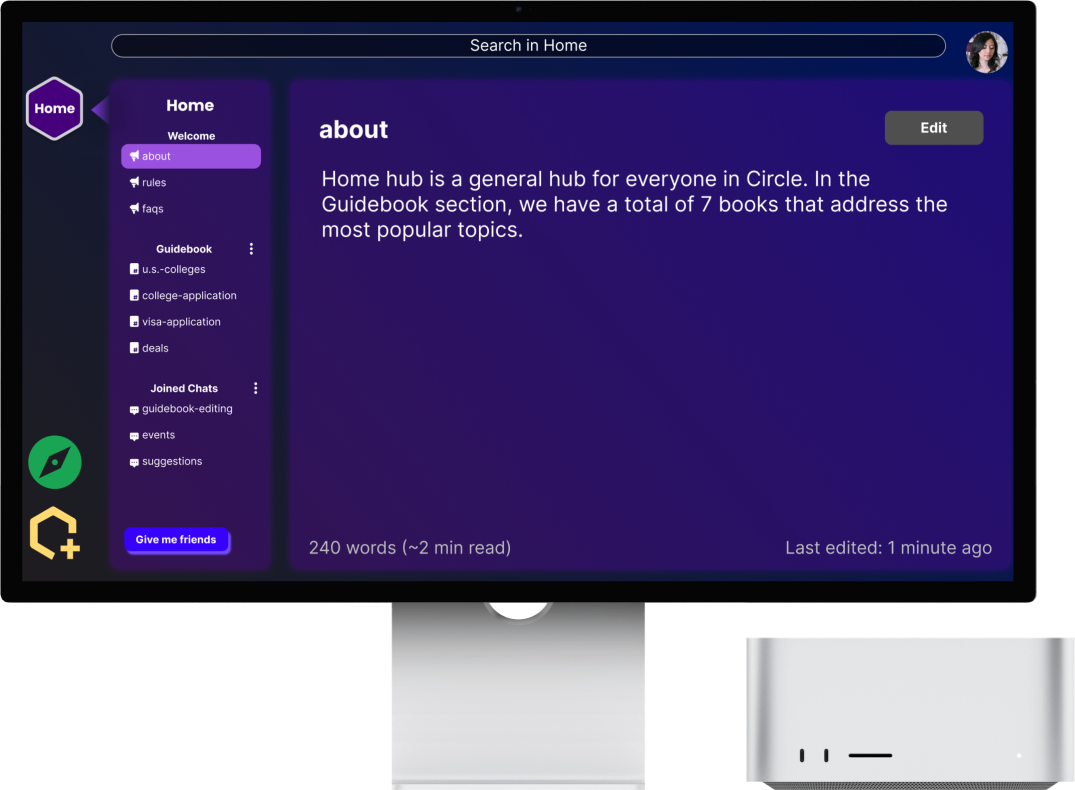 Search in Home
Home
Home
Welcome
about
rules
faqs
Guidebook
u.s.-colleges
college-application
visa-application
deals
Joined Chats
guidebook-editing
events
suggestions
Give me friends
about
Edit
Home hub is a general hub for everyone in Circle. In the
Guidebook section, we have a total of 7 books that address the
most popular topics.
240 words (~2 min read)
Last edited: 1 minute ago